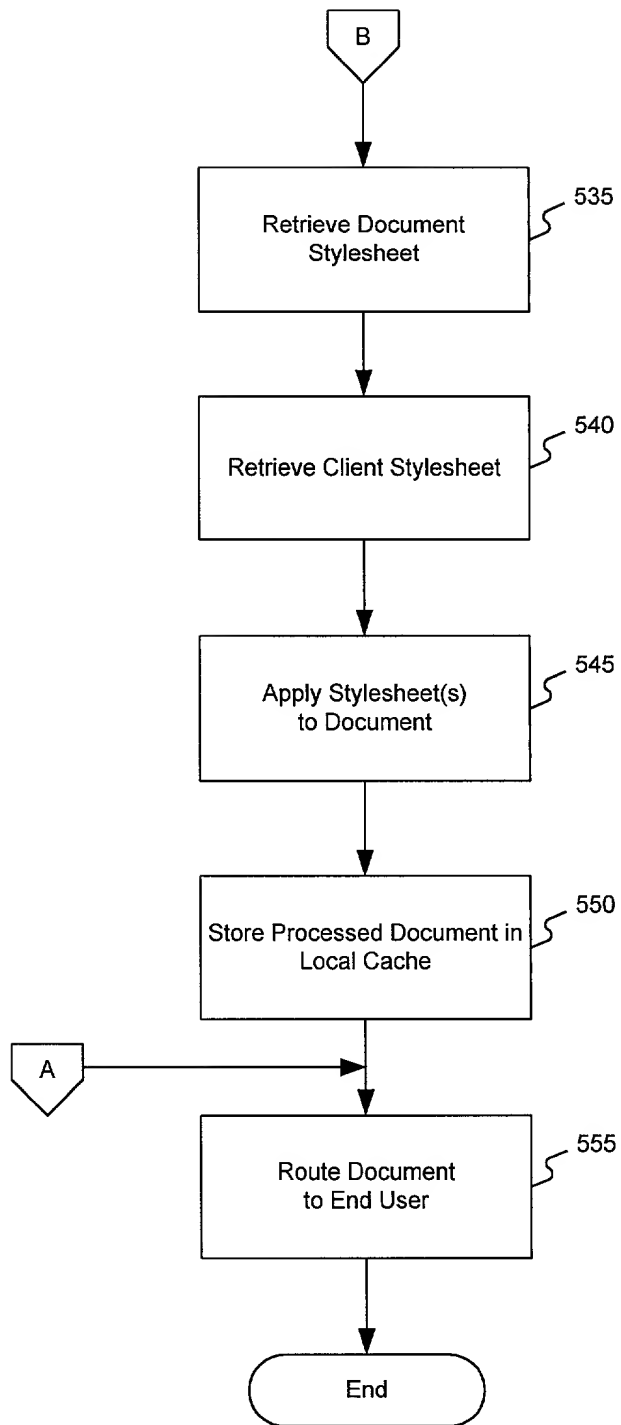 B
535
Retrieve Document
Stylesheet
540
Retrieve Client Stylesheet
545
Apply Stylesheet(s)
to Document
550
Store Processed Document in
Local Cache
A
555
Route Document
to End User
End